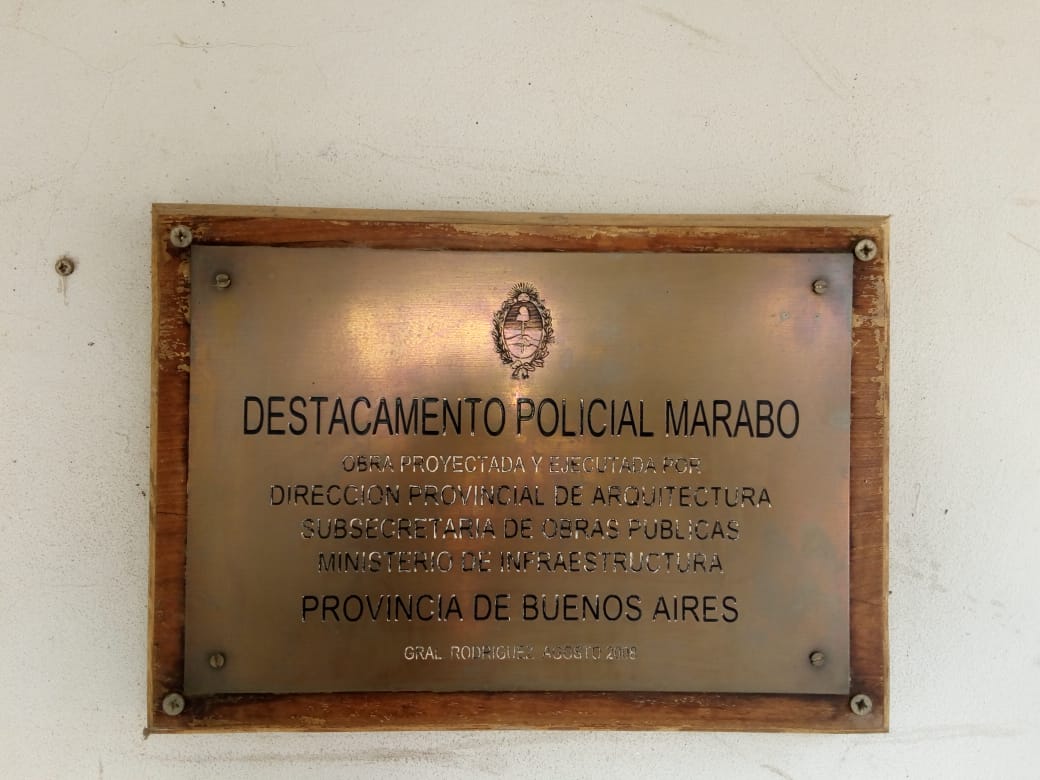 DESTACAMENTO POLICIAL MARABO
OBRA PROYECTADA Y EJECUTADA POR
DIRECCION PROVINCIAL DE ARQUITECTURA
SUBSECRETARIA DE OBRAS PUBLICAS
MINISTERIO DE INFRAESTRUCTURA
PROVINCIA DE BUENOS AIRES
GRAL. RODRIGUEZ, AGOSTO 2008